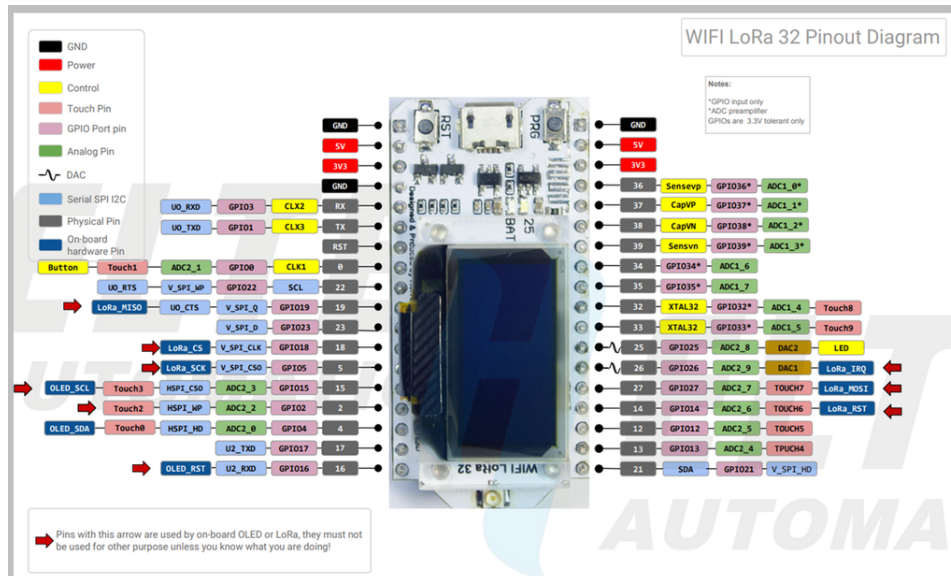 WIFI LoRa 32 Pinout Diagram
GND
Power
Control
Touch Pin
GPIO Port pin
Analog Pin
DAC
Serial SPI I2C
Physical Pin
On-board
hardware Pin
Notes:
*GPIO input only
*ADC preamplifier
GPIOs are 3.3V tolerant only
GND
5V
3V3
GND
UO_RXD GPIO3 CLX2 RX
UO_TXD GPIO1 CLX3 TX
RST
Button Touch1 ADC2_1 GPIO0 CLK1 0
UO_RTS V_SPI_WP GPIO22 SCL 22
LoRa_MISO UO_CTS V_SPI_Q GPIO19 19
V_SPI_D GPIO23 23
LoRa_CS V_SPI_CLK GPIO18 18
LoRa_SCK V_SPI_CSO GPIO5 5
OLED_SCL Touch3 HSPI_CSO ADC2_3 GPIO15 15
Touch2 HSPI_WP ADC2_2 GPIO2 2
OLED_SDA Touch0 HSPI_HD ADC2_0 GPIO4 4
U2_TXD GPIO17 17
OLED_RST U2_RXD GPIO16 16
RST
PRG
25
BAT
WIFI LoRa 32
GND
5V
3V3
36 Sensevp GPIO36* ADC1_0*
37 CapVP GPIO37* ADC1_1*
38 CapVN GPIO38* ADC1_2*
39 Sensvn GPIO39* ADC1_3*
34 GPIO34* ADC1_6
35 GPIO35* ADC1_7
32 XTAL32 GPIO32* ADC1_4 Touch8
33 XTAL32 GPIO33* ADC1_5 Touch9
25 GPIO25 ADC2_8 DAC2 LED
26 GPIO26 ADC2_9 DAC1 LoRa_IRQ
27 GPIO27 ADC2_7 TOUCH7 LoRa_MOSI
14 GPIO14 ADC2_6 TOUCH6 LoRa_RST
12 GPIO12 ADC2_5 TOUCH5
13 GPIO13 ADC2_4 TPUCH4
21 SDA GPIO21 V_SPI_HD
Pins with this arrow are used by on-board OLED or LoRa, they must not
be used for other purpose unless you know what you are doing!
AUTOMA